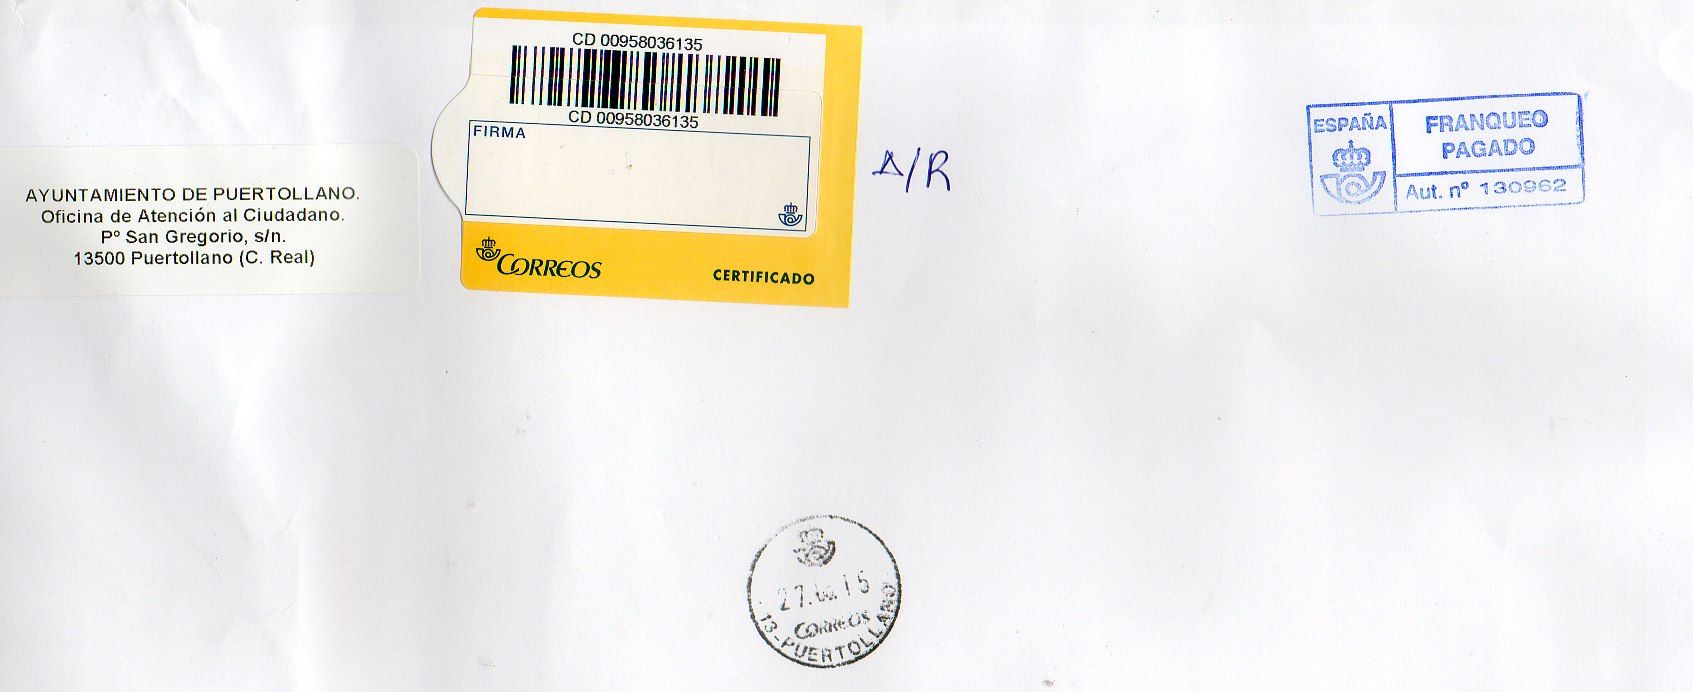 CD 00958036135
CD 00958036135
FIRMA
CORREOS
CERTIFICADO
A/R
ESPAÑA
FRANQUEO
PAGADO
Aut. nº 130962
AYUNTAMIENTO DE PUERTOLLANO.
Oficina de Atención al Ciudadano.
Pº San Gregorio, s/n.
13500 Puertollano (C. Real)
CORREOS
13-PUERTOLLANO